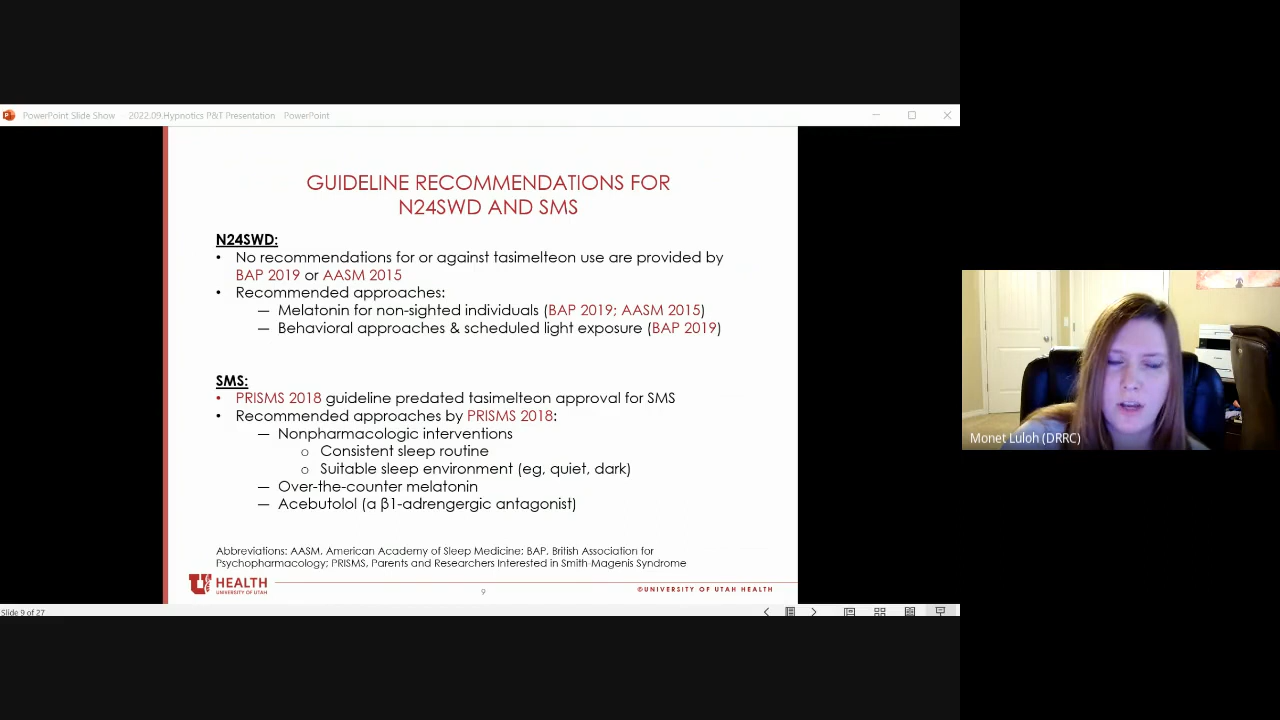 PowerPoint Slide Show 2022.09.Hypnotics P&T Presentation PowerPoint
GUIDELINE RECOMMENDATIONS FOR
N24SWD AND SMS
N24SWD:
• No recommendations for or against tasimelteon use are provided by
BAP 2019 or AASM 2015
• Recommended approaches:
— Melatonin for non-sighted individuals (BAP 2019; AASM 2015)
— Behavioral approaches & scheduled light exposure (BAP 2019)
SMS:
• PRISMS 2018 guideline predated tasimelteon approval for SMS
• Recommended approaches by PRISMS 2018:
— Nonpharmacologic interventions
o Consistent sleep routine
o Suitable sleep environment (eg, quiet, dark)
— Over-the-counter melatonin
— Acebutolol (a β1-adrengergic antagonist)
Abbreviations: AASM, American Academy of Sleep Medicine; BAP, British Association for
Psychopharmacology; PRISMS, Parents and Researchers Interested in Smith-Magenis Syndrome
HEALTH
UNIVERSITY OF UTAH
9
©UNIVERSITY OF UTAH HEALTH
Slide 9 of 27
Monet Luloh (DRRC)